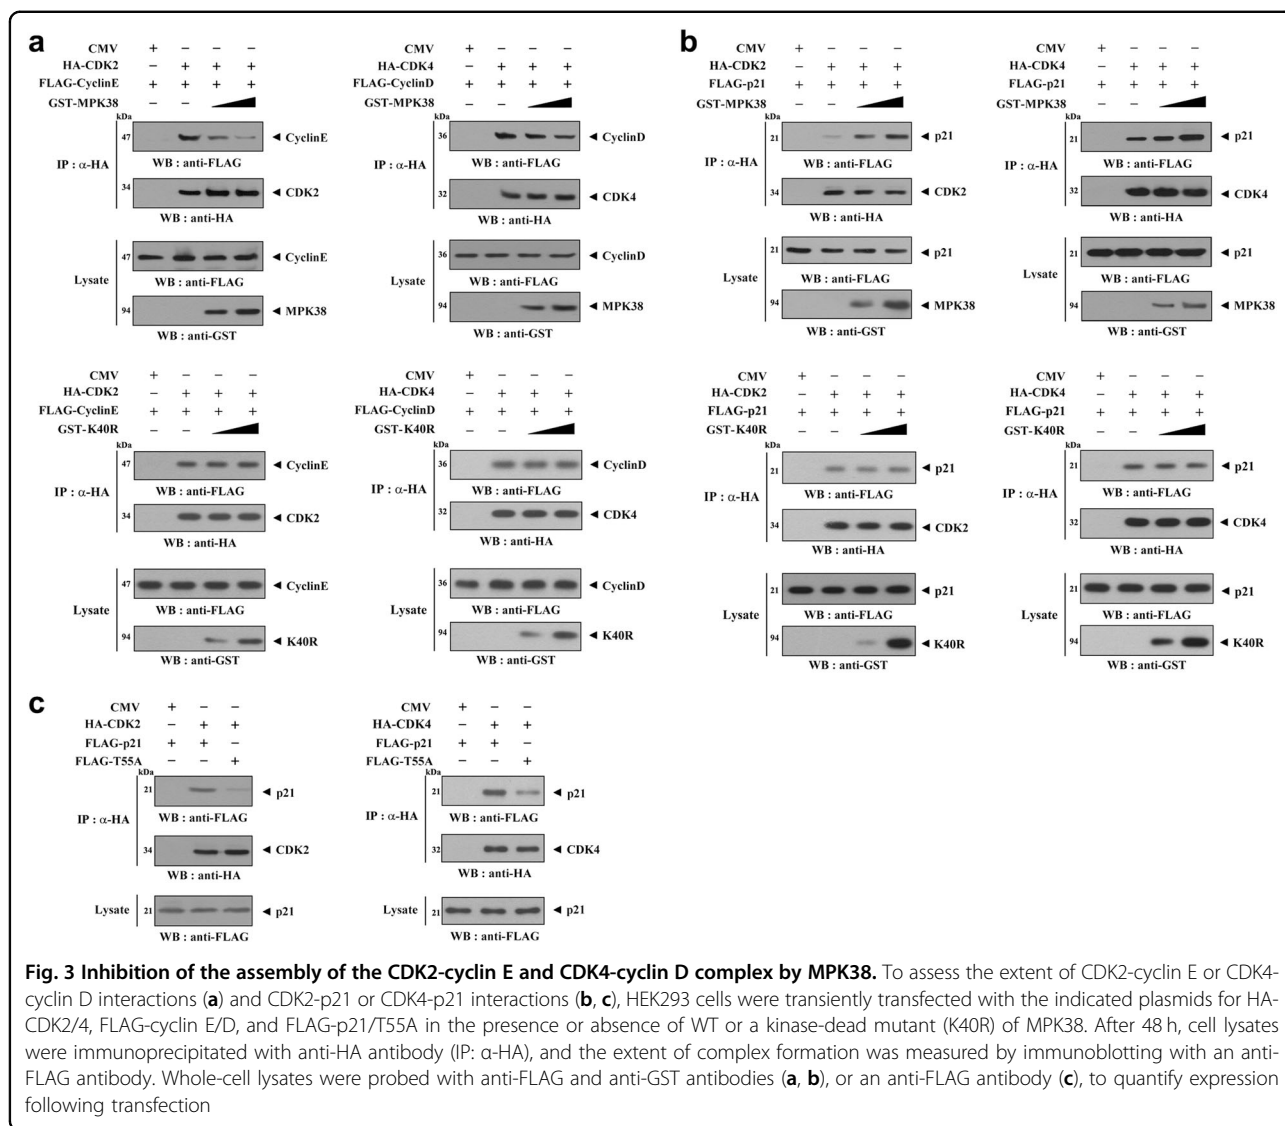 a
CMV + − − −
HA-CDK2 − + + +
FLAG-CyclinE + + + +
GST-MPK38 − −
kDa
IP : α-HA
47 ◄ CyclinE
WB : anti-FLAG
34 ◄ CDK2
WB : anti-HA
Lysate
47 ◄ CyclinE
WB : anti-FLAG
94 ◄ MPK38
WB : anti-GST
CMV + − − −
HA-CDK4 − + + +
FLAG-CyclinD + + + +
GST-MPK38 − −
kDa
IP : α-HA
36 ◄ CyclinD
WB : anti-FLAG
32 ◄ CDK4
WB : anti-HA
Lysate
36 ◄ CyclinD
WB : anti-FLAG
94 ◄ MPK38
WB : anti-GST
CMV + − − −
HA-CDK2 − + + +
FLAG-CyclinE + + + +
GST-K40R − −
kDa
IP : α-HA
47 ◄ CyclinE
WB : anti-FLAG
34 ◄ CDK2
WB : anti-HA
Lysate
47 ◄ CyclinE
WB : anti-FLAG
94 ◄ K40R
WB : anti-GST
CMV + − − −
HA-CDK4 − + + +
FLAG-CyclinD + + + +
GST-K40R − −
kDa
IP : α-HA
36 ◄ CyclinD
WB : anti-FLAG
32 ◄ CDK4
WB : anti-HA
Lysate
36 ◄ CyclinD
WB : anti-FLAG
94 ◄ K40R
WB : anti-GST
b
CMV + − − −
HA-CDK2 − + + +
FLAG-p21 + + + +
GST-MPK38 − −
kDa
IP : α-HA
21 ◄ p21
WB : anti-FLAG
34 ◄ CDK2
WB : anti-HA
Lysate
21 ◄ p21
WB : anti-FLAG
94 ◄ MPK38
WB : anti-GST
CMV + − − −
HA-CDK4 − + + +
FLAG-p21 + + + +
GST-MPK38 − −
kDa
IP : α-HA
21 ◄ p21
WB : anti-FLAG
32 ◄ CDK4
WB : anti-HA
Lysate
21 ◄ p21
WB : anti-FLAG
94 ◄ MPK38
WB : anti-GST
CMV + − − −
HA-CDK2 − + + +
FLAG-p21 + + + +
GST-K40R − −
kDa
IP : α-HA
21 ◄ p21
WB : anti-FLAG
34 ◄ CDK2
WB : anti-HA
Lysate
21 ◄ p21
WB : anti-FLAG
94 ◄ K40R
WB : anti-GST
CMV + − − −
HA-CDK4 − + + +
FLAG-p21 + + + +
GST-K40R − −
kDa
IP : α-HA
21 ◄ p21
WB : anti-FLAG
32 ◄ CDK4
WB : anti-HA
Lysate
21 ◄ p21
WB : anti-FLAG
94 ◄ K40R
WB : anti-GST
c
CMV + − −
HA-CDK2 − + +
FLAG-p21 + + −
FLAG-T55A − − +
kDa
IP : α-HA
21 ◄ p21
WB : anti-FLAG
34 ◄ CDK2
WB : anti-HA
Lysate 21 ◄ p21
WB : anti-FLAG
CMV + − −
HA-CDK4 − + +
FLAG-p21 + + −
FLAG-T55A − − +
kDa
IP : α-HA
21 ◄ p21
WB : anti-FLAG
32 ◄ CDK4
WB : anti-HA
Lysate 21 ◄ p21
WB : anti-FLAG
Fig. 3 Inhibition of the assembly of the CDK2-cyclin E and CDK4-cyclin D complex by MPK38. To assess the extent of CDK2-cyclin E or CDK4-
cyclin D interactions (a) and CDK2-p21 or CDK4-p21 interactions (b, c), HEK293 cells were transiently transfected with the indicated plasmids for HA-
CDK2/4, FLAG-cyclin E/D, and FLAG-p21/T55A in the presence or absence of WT or a kinase-dead mutant (K40R) of MPK38. After 48 h, cell lysates
were immunoprecipitated with anti-HA antibody (IP: α-HA), and the extent of complex formation was measured by immunoblotting with an anti-
FLAG antibody. Whole-cell lysates were probed with anti-FLAG and anti-GST antibodies (a, b), or an anti-FLAG antibody (c), to quantify expression
following transfection